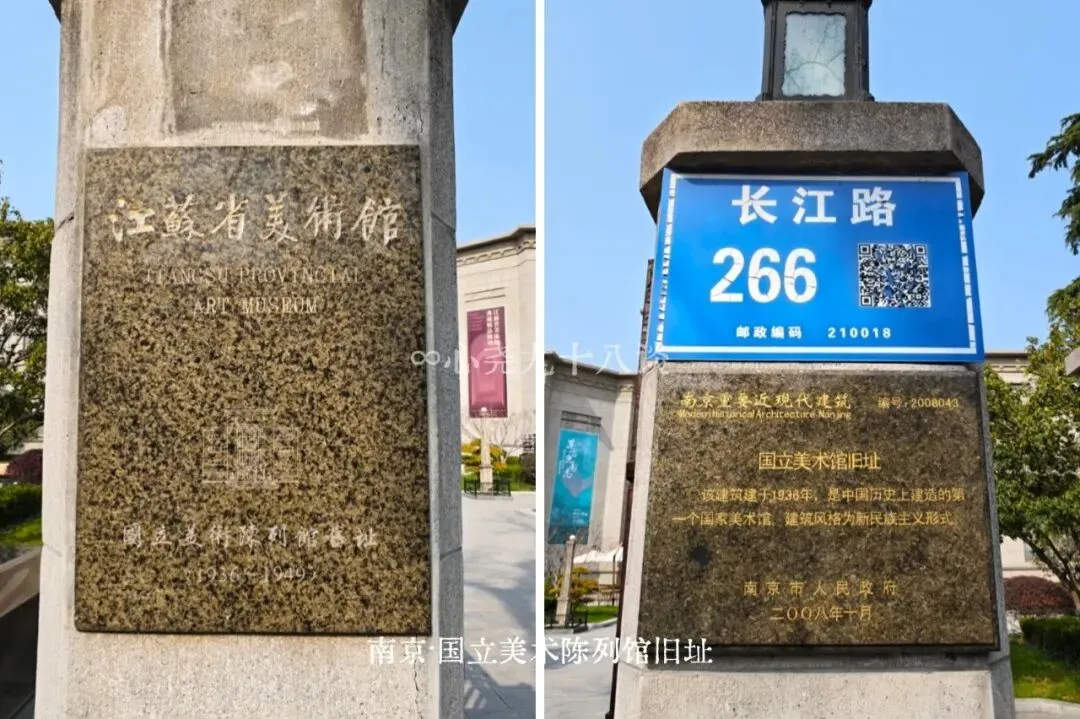 江蘇省美術館
JIANGSU PROVINCIAL
ART MUSEUM
國立美術陳列館舊址
(1936-1949)
长江路
266
邮政编码 210018
南京重要近现代建筑 编号:2008043
Modern Historical Architecture Nanjing
国立美术馆旧址
该建筑建于1936年，是中国历史上建造的第
一个国家美术馆，建筑风格为新民族主义形式。
南京市人民政府
二〇〇八年十月
南京·国立美术陈列馆旧址